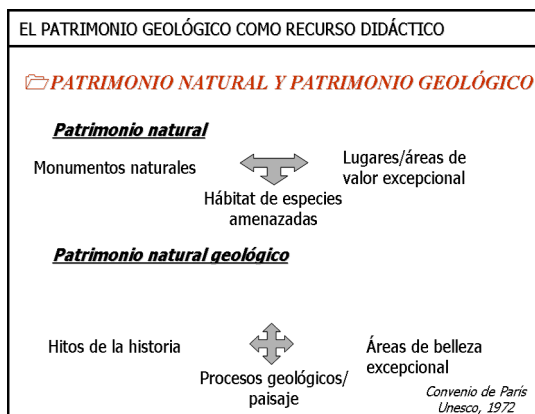 EL PATRIMONIO GEOLÓGICO COMO RECURSO DIDÁCTICO
PATRIMONIO NATURAL Y PATRIMONIO GEOLÓGICO
Patrimonio natural
Monumentos naturales
Lugares/áreas de
valor excepcional
Hábitat de especies
amenazadas
Patrimonio natural geológico
Hitos de la historia
Áreas de belleza
excepcional
Procesos geológicos/
paisaje
Convenio de París
Unesco, 1972